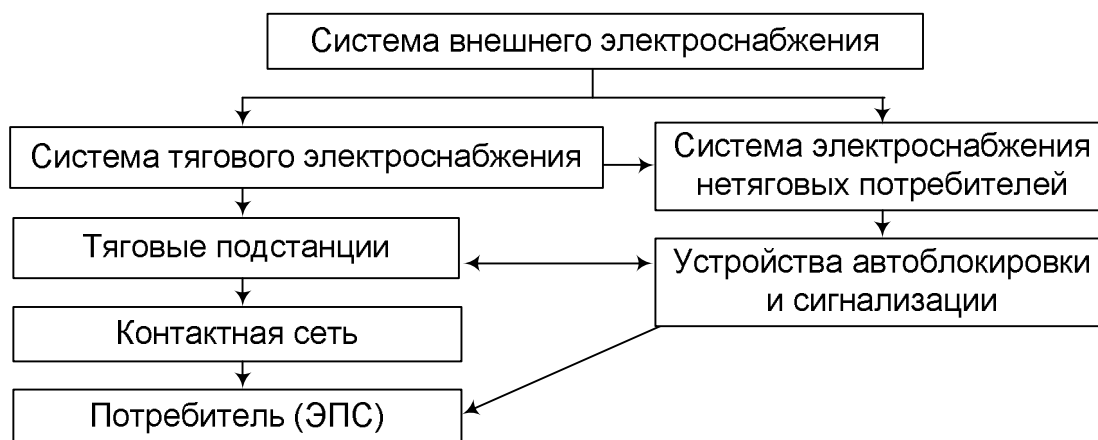 Система внешнего электроснабжения
Система тягового электроснабжения
Система электроснабжения
нетяговых потребителей
Тяговые подстанции
Устройства автоблокировки
и сигнализации
Контактная сеть
Потребитель (ЭПС)